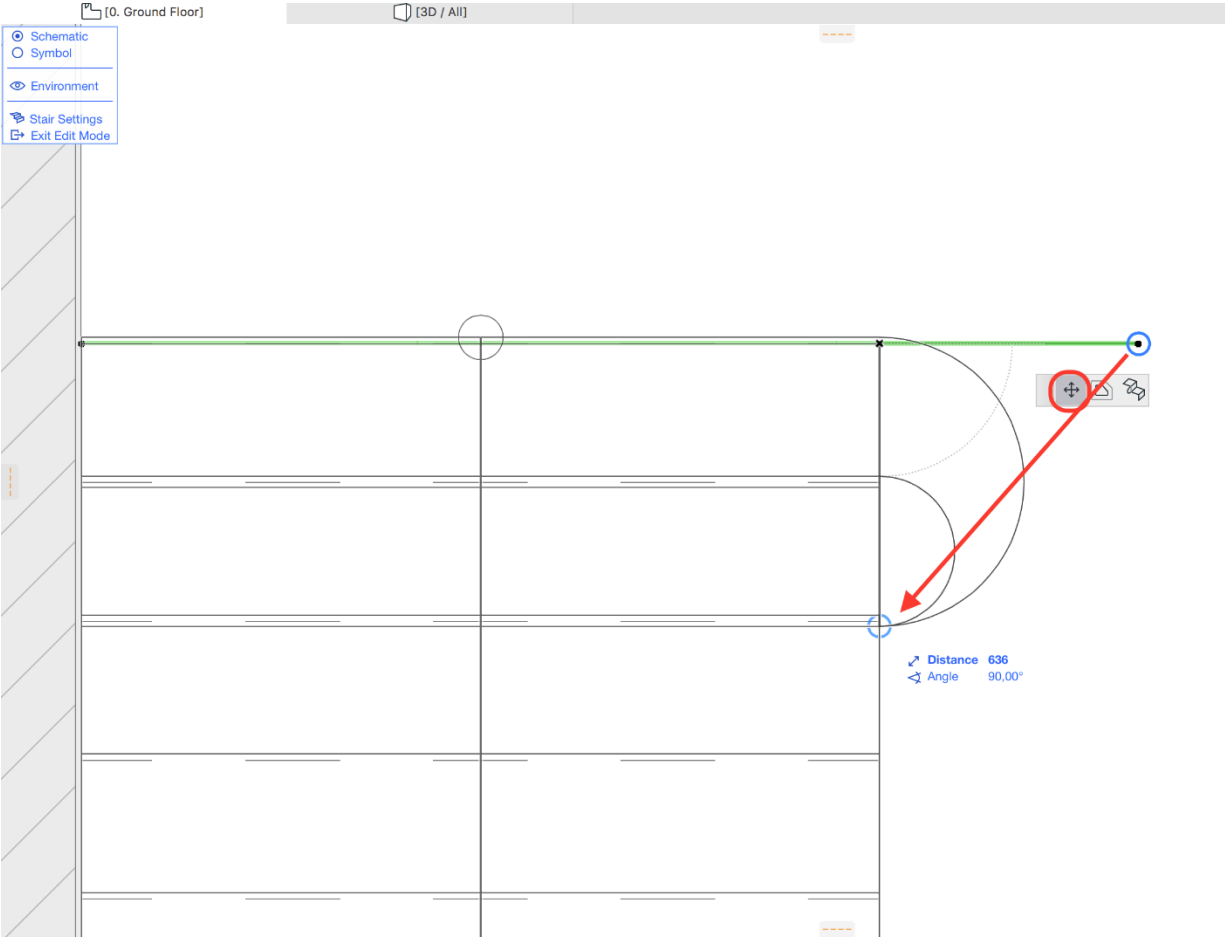 [0. Ground Floor]
[3D / All]
Schematic
Symbol
Environment
Stair Settings
Exit Edit Mode
Distance 636
Angle 90,00°